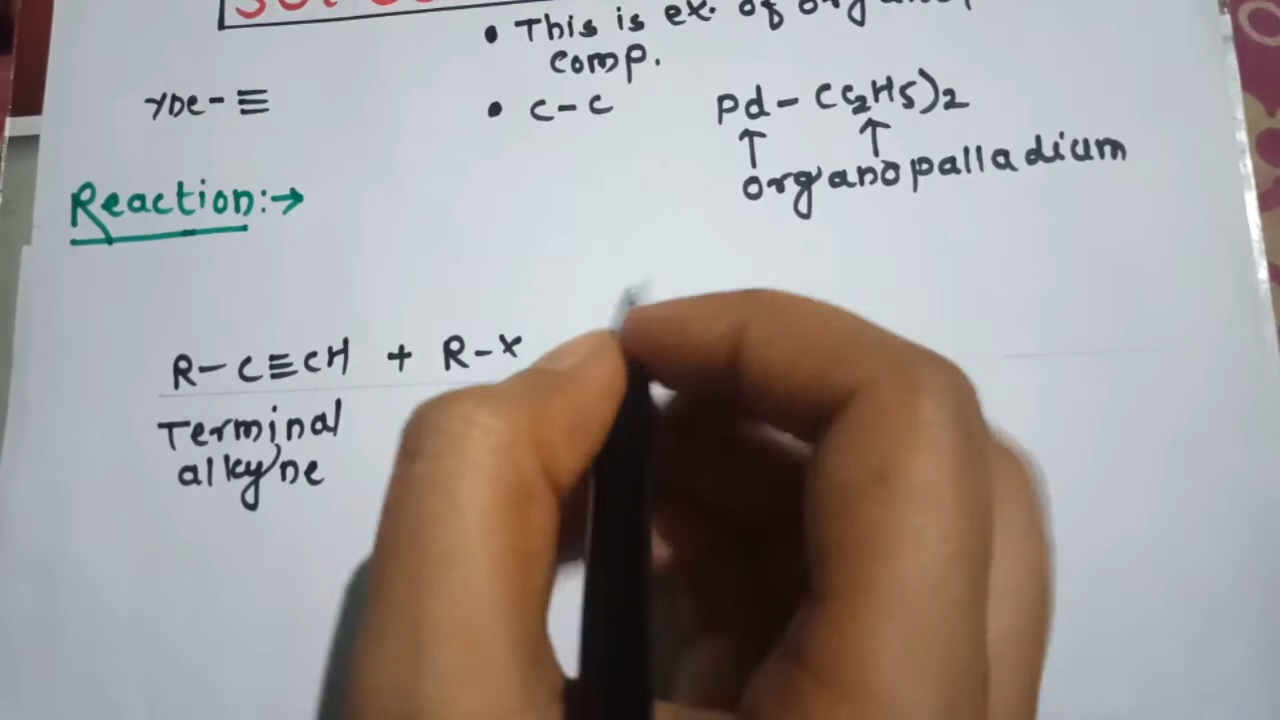 • This is ex. of
comp.
yne - ≡
• C-C
Pd - (C2H5)2
↑ ↑
organopalladium
Reaction:→
R-C≡CH + R-X
Terminal
alkyne